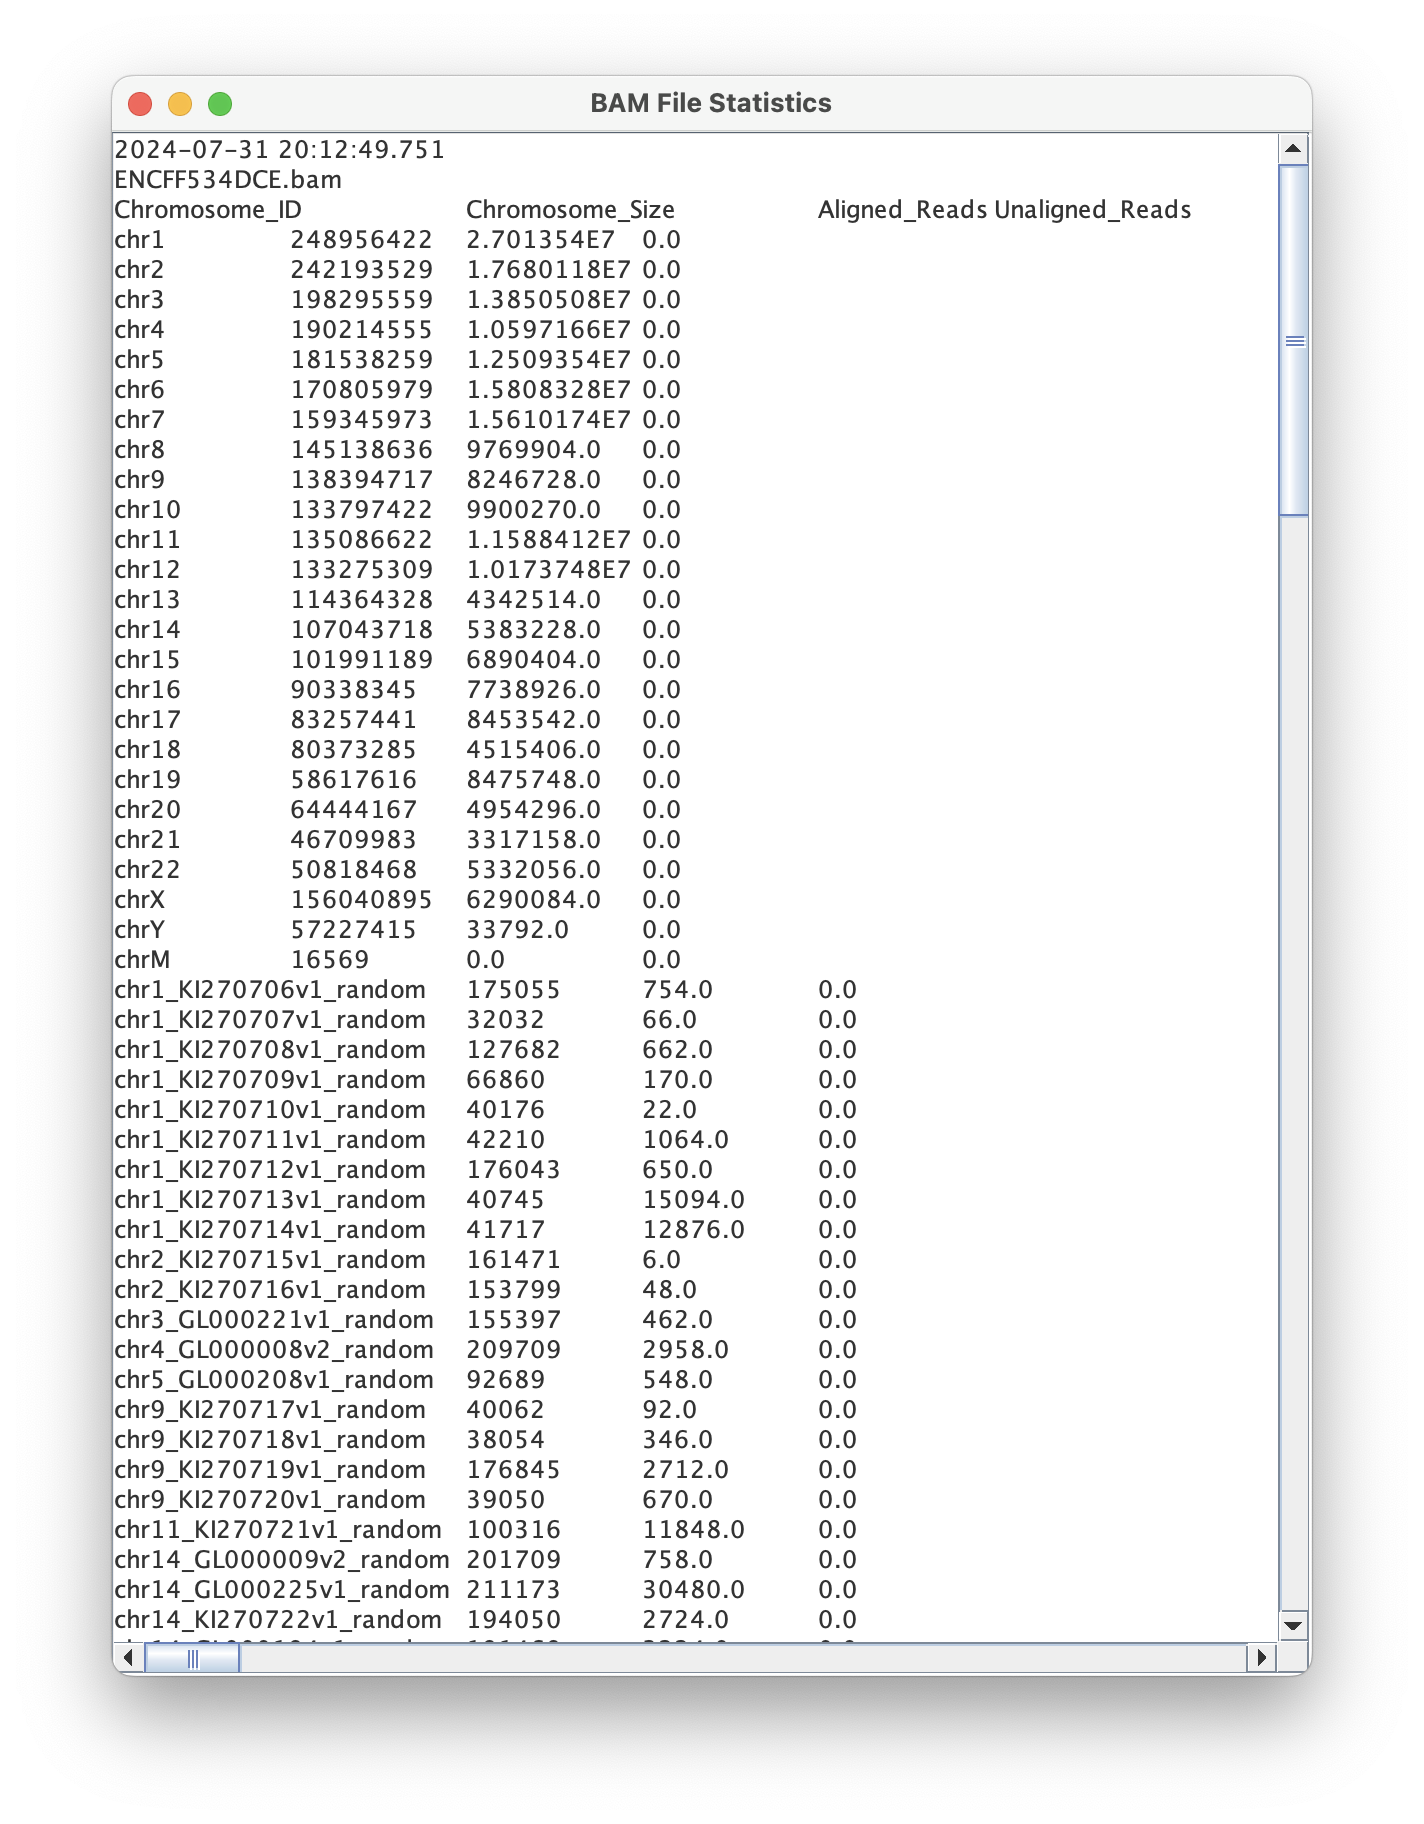 BAM File Statistics
2024-07-31 20:12:49.751
ENCFF534DCE.bam
Chromosome_ID Chromosome_Size Aligned_Reads Unaligned_Reads
chr1 248956422 2.701354E7 0.0
chr2 242193529 1.7680118E7 0.0
chr3 198295559 1.3850508E7 0.0
chr4 190214555 1.0597166E7 0.0
chr5 181538259 1.2509354E7 0.0
chr6 170805979 1.5808328E7 0.0
chr7 159345973 1.5610174E7 0.0
chr8 145138636 9769904.0 0.0
chr9 138394717 8246728.0 0.0
chr10 133797422 9900270.0 0.0
chr11 135086622 1.1588412E7 0.0
chr12 133275309 1.0173748E7 0.0
chr13 114364328 4342514.0 0.0
chr14 107043718 5383228.0 0.0
chr15 101991189 6890404.0 0.0
chr16 90338345 7738926.0 0.0
chr17 83257441 8453542.0 0.0
chr18 80373285 4515406.0 0.0
chr19 58617616 8475748.0 0.0
chr20 64444167 4954296.0 0.0
chr21 46709983 3317158.0 0.0
chr22 50818468 5332056.0 0.0
chrX 156040895 6290084.0 0.0
chrY 57227415 33792.0 0.0
chrM 16569 0.0 0.0
chr1_KI270706v1_random 175055 754.0 0.0
chr1_KI270707v1_random 32032 66.0 0.0
chr1_KI270708v1_random 127682 662.0 0.0
chr1_KI270709v1_random 66860 170.0 0.0
chr1_KI270710v1_random 40176 22.0 0.0
chr1_KI270711v1_random 42210 1064.0 0.0
chr1_KI270712v1_random 176043 650.0 0.0
chr1_KI270713v1_random 40745 15094.0 0.0
chr1_KI270714v1_random 41717 12876.0 0.0
chr2_KI270715v1_random 161471 6.0 0.0
chr2_KI270716v1_random 153799 48.0 0.0
chr3_GL000221v1_random 155397 462.0 0.0
chr4_GL000008v2_random 209709 2958.0 0.0
chr5_GL000208v1_random 92689 548.0 0.0
chr9_KI270717v1_random 40062 92.0 0.0
chr9_KI270718v1_random 38054 346.0 0.0
chr9_KI270719v1_random 176845 2712.0 0.0
chr9_KI270720v1_random 39050 670.0 0.0
chr11_KI270721v1_random 100316 11848.0 0.0
chr14_GL000009v2_random 201709 758.0 0.0
chr14_GL000225v1_random 211173 30480.0 0.0
chr14_KI270722v1_random 194050 2724.0 0.0